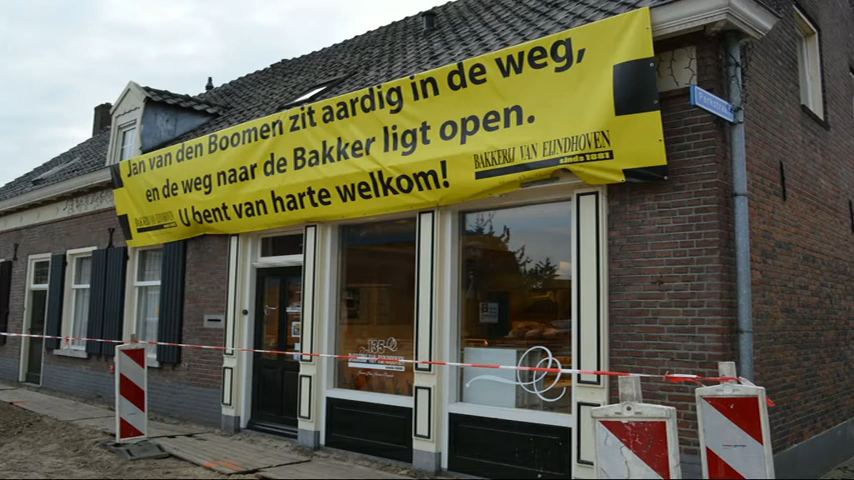 Jan van den Boomen zit aardig in de weg,
en de weg naar de Bakker ligt open.
U bent van harte welkom!
BAKKERIJ VAN EIJNDHOVEN
sinds 1881
135